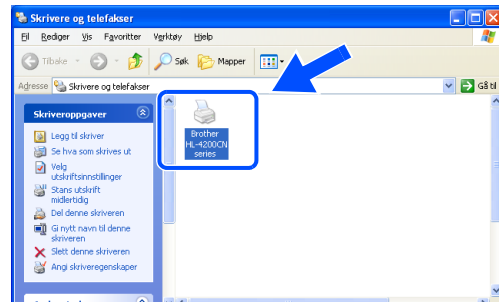 Skrivere og telefakser
Fil Rediger Vis Favoritter Verktøy Hjelp
Tilbake Søk Mapper
Adresse Skrivere og telefakser Gå til
Skriveroppgaver
Legg til skriver
Se hva som skrives ut
Velg
utskriftsinnstillinger
Stans utskrift
midlertidig
Del denne skriveren
Gi nytt navn til denne
skriveren
Slett denne skriveren
Angi skriveregenskaper
Brother
HL-4200CN
series